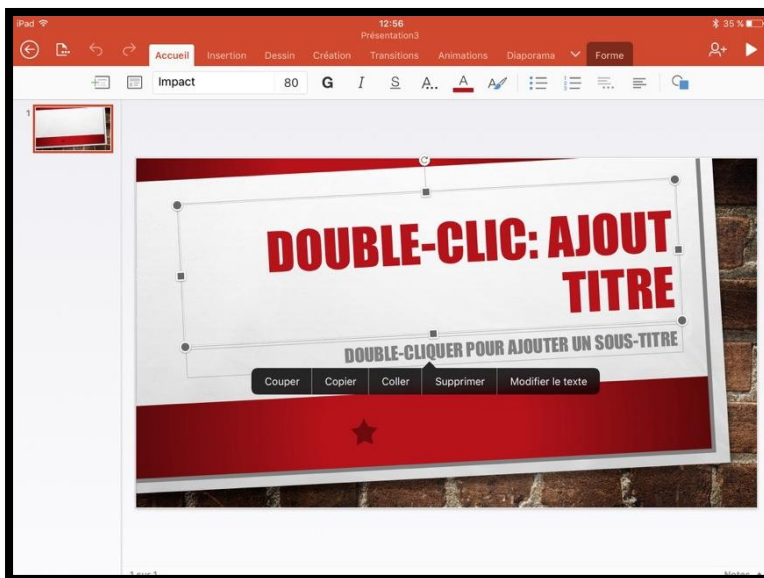 iPad 12:56 35 %
Présentation3
Accueil Insertion Dessin Création Transitions Animations Diaporama Forme
Impact 80 G I S A... A A
1
DOUBLE-CLIC: AJOUT
TITRE
DOUBLE-CLIQUER POUR AJOUTER UN SOUS-TITRE
Couper Copier Coller Supprimer Modifier le texte
1 sur 1 Notes